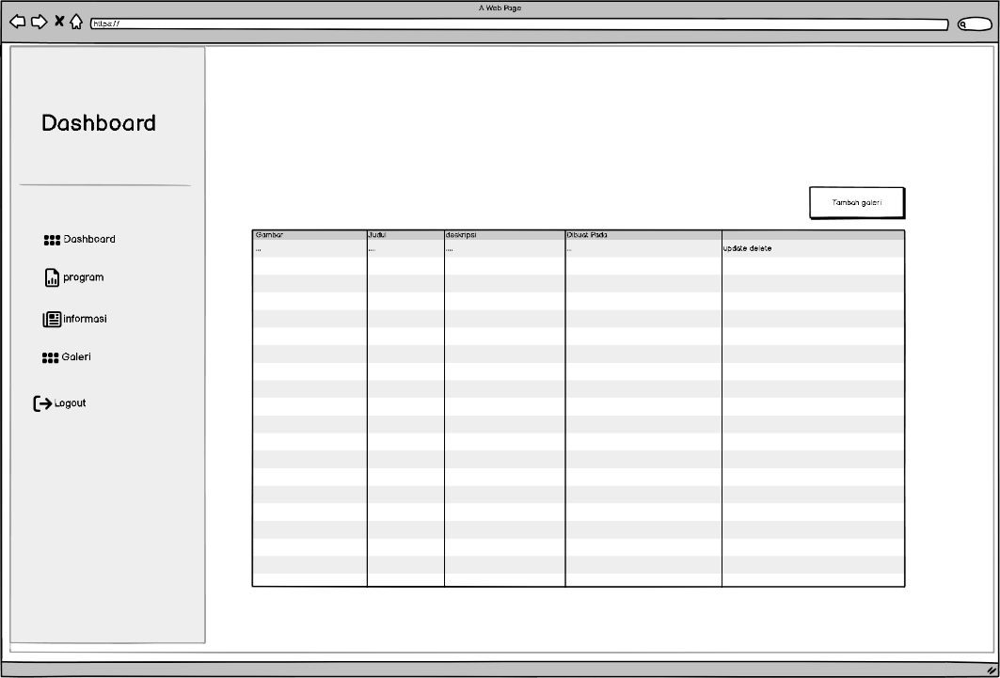 A Web Page
https://
Dashboard
Dashboard
program
informasi
Galeri
Logout
Tambah galeri
Gambar Judul deskripsi Dibuat Pada
... .... .... ... update delete